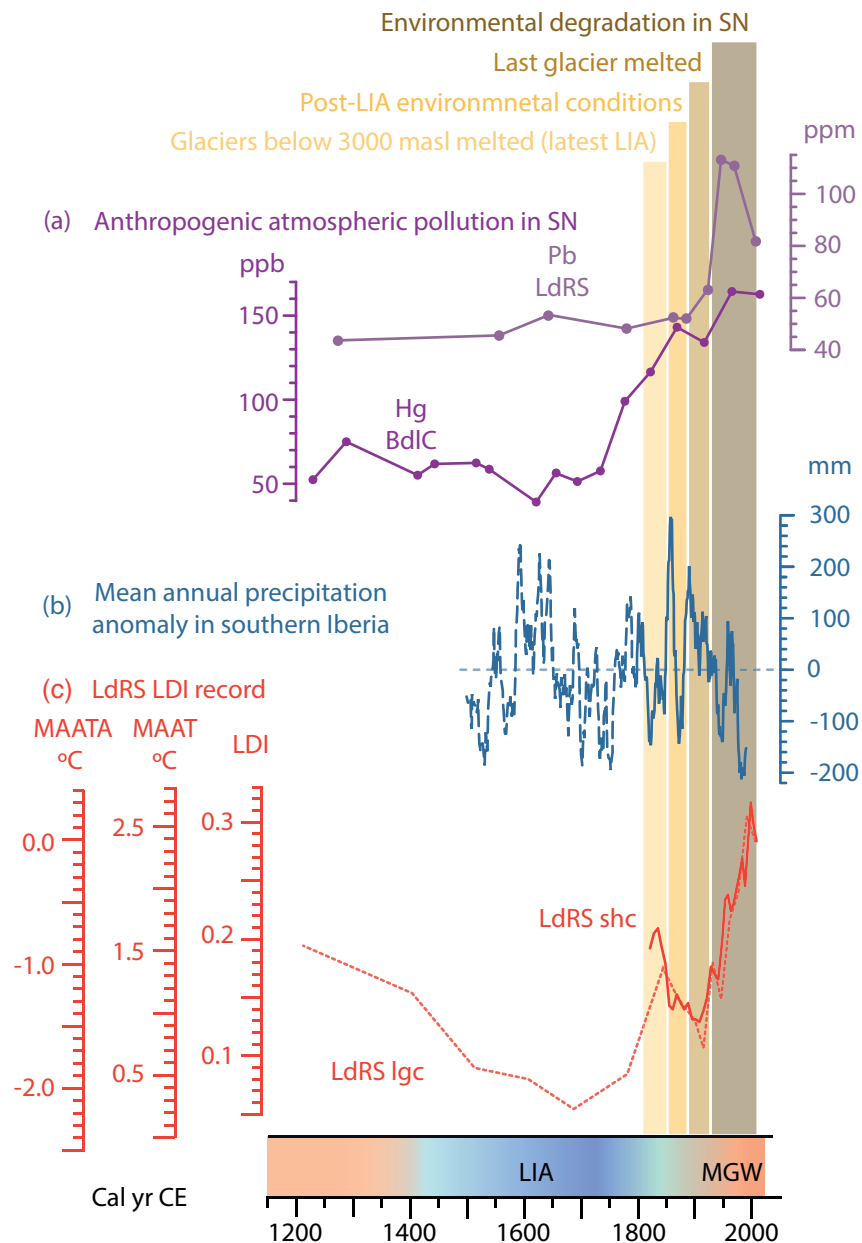 Environmental degradation in SN
Last glacier melted
Post-LIA environmnetal conditions
Glaciers below 3000 masl melted (latest LIA)
ppm
100
80
60
40
(a) Anthropogenic atmospheric pollution in SN
ppb
150
100
50
Pb
LdRS
Hg
BdlC
mm
300
200
100
0
-100
-200
(b) Mean annual precipitation
anomaly in southern Iberia
(c) LdRS LDI record
MAATA
ºC
MAAT
ºC
LDI
0.0
-1.0
-2.0
2.5
1.5
0.5
0.3
0.2
0.1
LdRS shc
LdRS lgc
LIA
MGW
Cal yr CE
1200 1400 1600 1800 2000